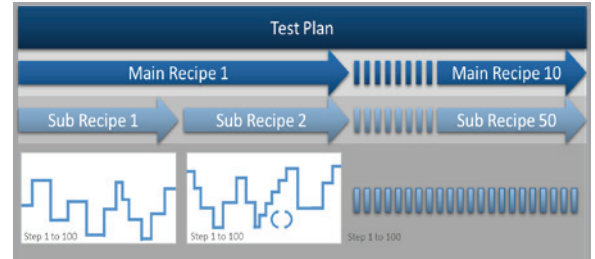 Test Plan
Main Recipe 1
Main Recipe 10
Sub Recipe 1
Sub Recipe 2
Sub Recipe 50
Step 1 to 100
Step 1 to 100
Step 1 to 100